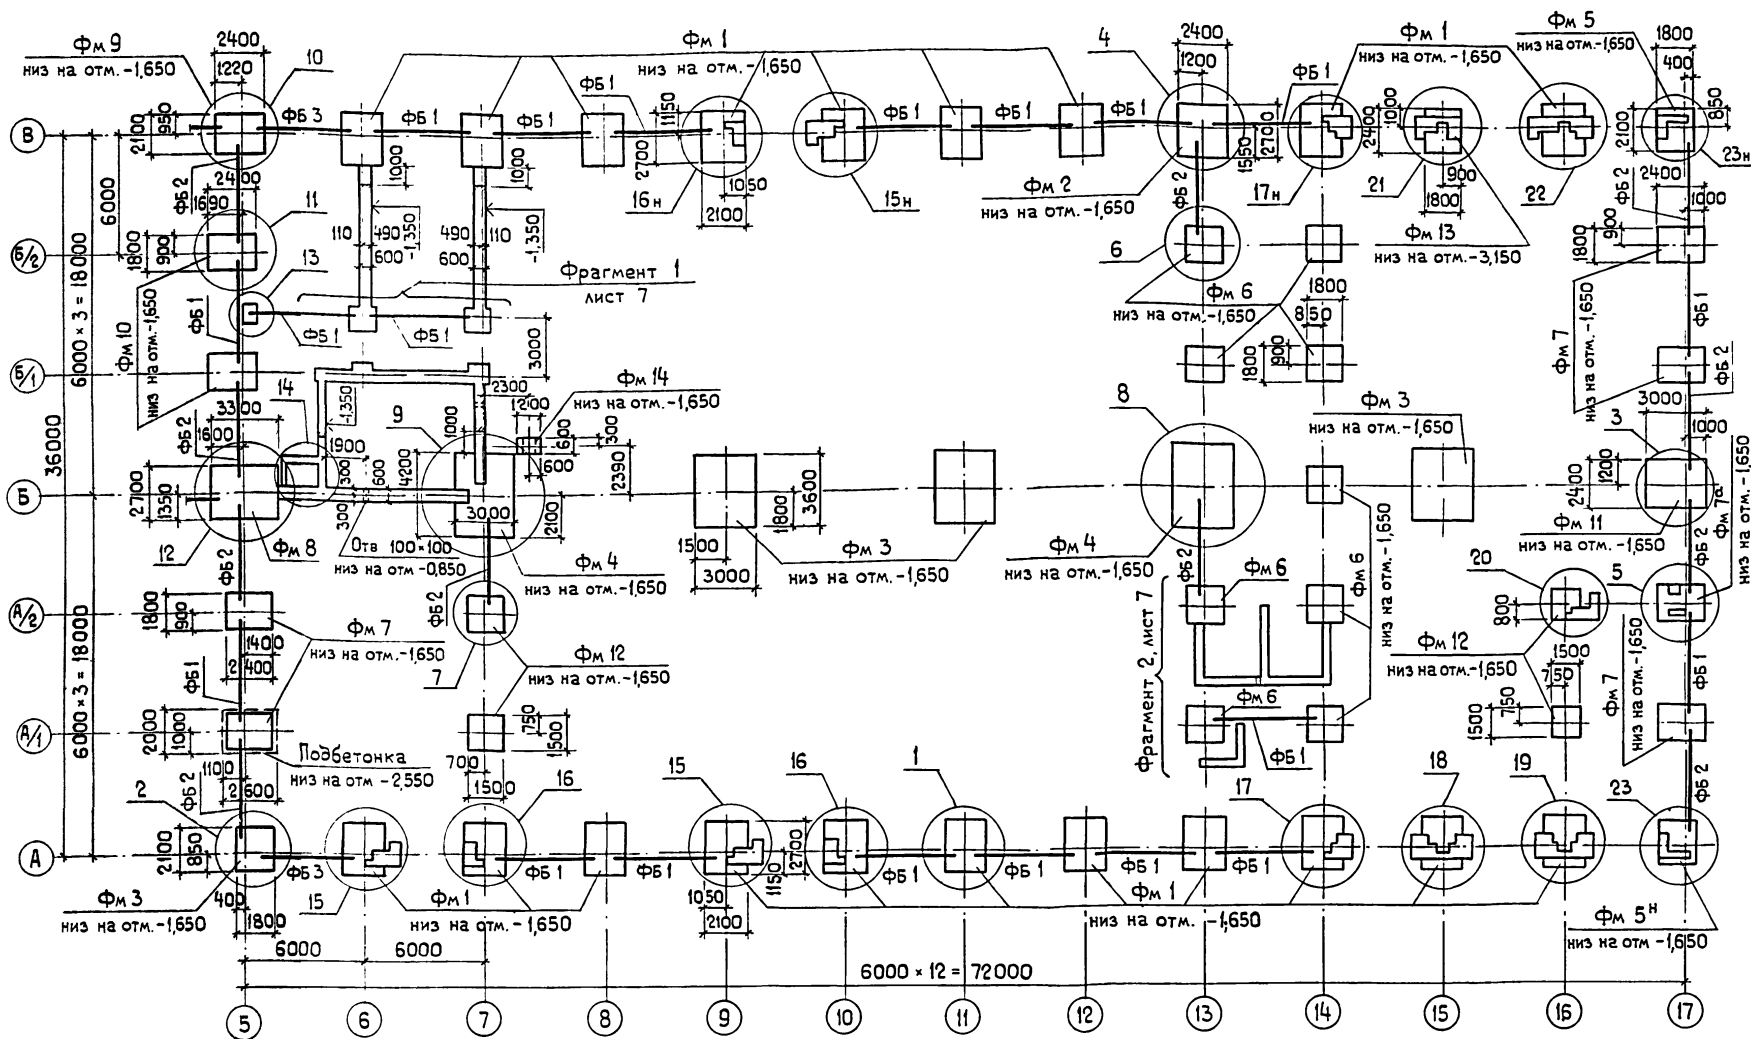 Фм 9
низ на отм. -1,650
2400
1220
10
Фм 1
низ на отм. -1,650
4
2400
1200
Фм 1
низ на отм. -1,650
Фм 5
низ на отм. -1,650
1800
400
850
В
2100
950
ФБ 3
ФБ 1
ФБ 1
ФБ 1
1150
2700
ФБ 1
ФБ 1
ФБ 1
2700
1550
ФБ 1
2400
1000
2100
23н
6000
ФБ 2
2400
1690
11
1000
1000
16н
1050
2100
15н
Фм 2
низ на отм. -1,650
ФБ 2
17н
21
900
1800
22
ФБ 2
2400
1000
Б/2
1800
900
110
490
-1,350
600
490
110
-1,350
600
13
Фрагмент 1
лист 7
6
Фм 6
низ на отм. -1,650
1800
850
Фм 13
низ на отм. -3,150
1800
900
6000 × 3 = 18000
Фм 10
низ на отм. -1,650
ФБ 1
ФБ 1
ФБ 1
3000
1800
900
Фм 7
низ на отм. -1,650
ФБ 1
Б/1
14
-1,350
2300
1200
Фм 14
низ на отм. -1,650
8
Фм 3
низ на отм. -1,650
ФБ 2
3000
1000
3
36000
ФБ 2
3300
1600
1900
9
1000
600
300
600
2390
4200
Б
2700
1350
300
600
300
3000
2100
1800
3600
2400
1200
12
Фм 8
Отв 100×100
низ на отм -0,850
Фм 4
низ на отм. -1,650
1500
3000
Фм 3
низ на отм. -1,650
Фм 4
низ на отм. -1,650
Фм 6
низ на отм. -1,650
Фм 11
низ на отм. -1,650
Фм 7а
низ на отм. -1,650
ФБ 2
ФБ 2
ФБ 2
ФБ 2
20
5
А/2
1800
900
Фм 7
низ на отм. -1,650
1400
2400
7
Фм 12
низ на отм. -1,650
Фм 6
Фрагмент 2, лист 7
800
Фм 12
низ на отм. -1,650
1500
750
ФБ 1
6000 × 3 = 18000
ФБ 1
А/1
2000
1000
Подбетонка
низ на отм -2,550
1100
2600
750
1500
700
1500
Фм 6
ФБ 1
1500
750
Фм 7
низ на отм. -1,650
ФБ 2
ФБ 2
2
16
15
16
1
17
18
19
23
А
2100
850
ФБ 3
ФБ 1
ФБ 1
1150
2700
ФБ 1
ФБ 1
ФБ 1
ФБ 1
Фм 3
низ на отм. -1,650
400
1800
15
Фм 1
низ на отм. -1,650
1050
2100
Фм 1
низ на отм. -1,650
Фм 5н
низ на отм -1,650
6000
6000
6000 × 12 = 72000
5
6
7
8
9
10
11
12
13
14
15
16
17